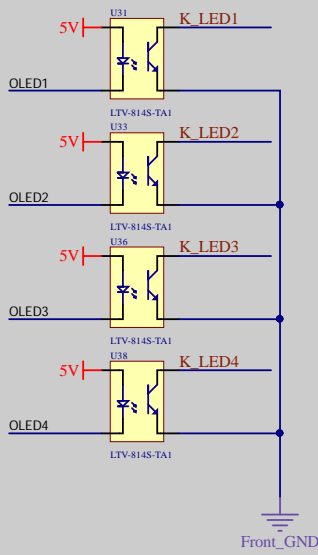 U31
5V
K_LED1
OLED1
LTV-814S-TA1
U33
5V
K_LED2
OLED2
LTV-814S-TA1
U36
5V
K_LED3
OLED3
LTV-814S-TA1
U38
5V
K_LED4
OLED4
LTV-814S-TA1
Front_GND